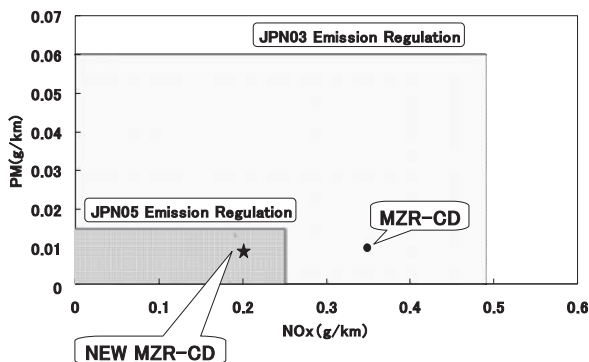 0.07
JPN03 Emission Regulation
0.06
0.05
0.04
PM(g/km)
0.03
0.02
JPN05 Emission Regulation
MZR-CD
0.01
0
0 0.1 0.2 0.3 0.4 0.5 0.6
NOx(g/km)
NEW MZR-CD